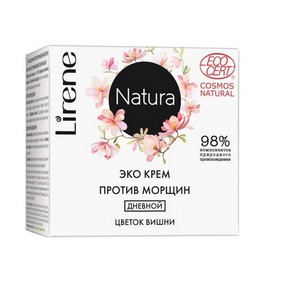 Lirene
Natura
ECO
CERT
COSMOS
NATURAL
98%
компонентов
природного
происхождения
ЭКО КРЕМ
ПРОТИВ МОРЩИН
ДНЕВНОЙ
ЦВЕТОК ВИШНИ